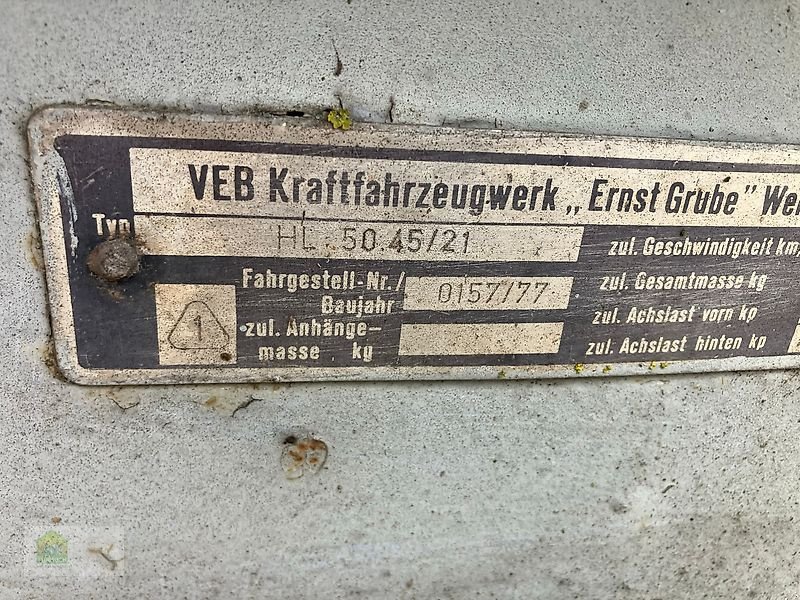 VEB Kraftfahrzeugwerk „Ernst Grube" Wer
Typ HL 50.45/21
zul. Geschwindigkeit km/
Fahrgestell-Nr./
Baujahr 0157/77
zul. Gesamtmasse kg
1
zul. Anhänge-
masse kg
zul. Achslast vorn kp
zul. Achslast hinten kp